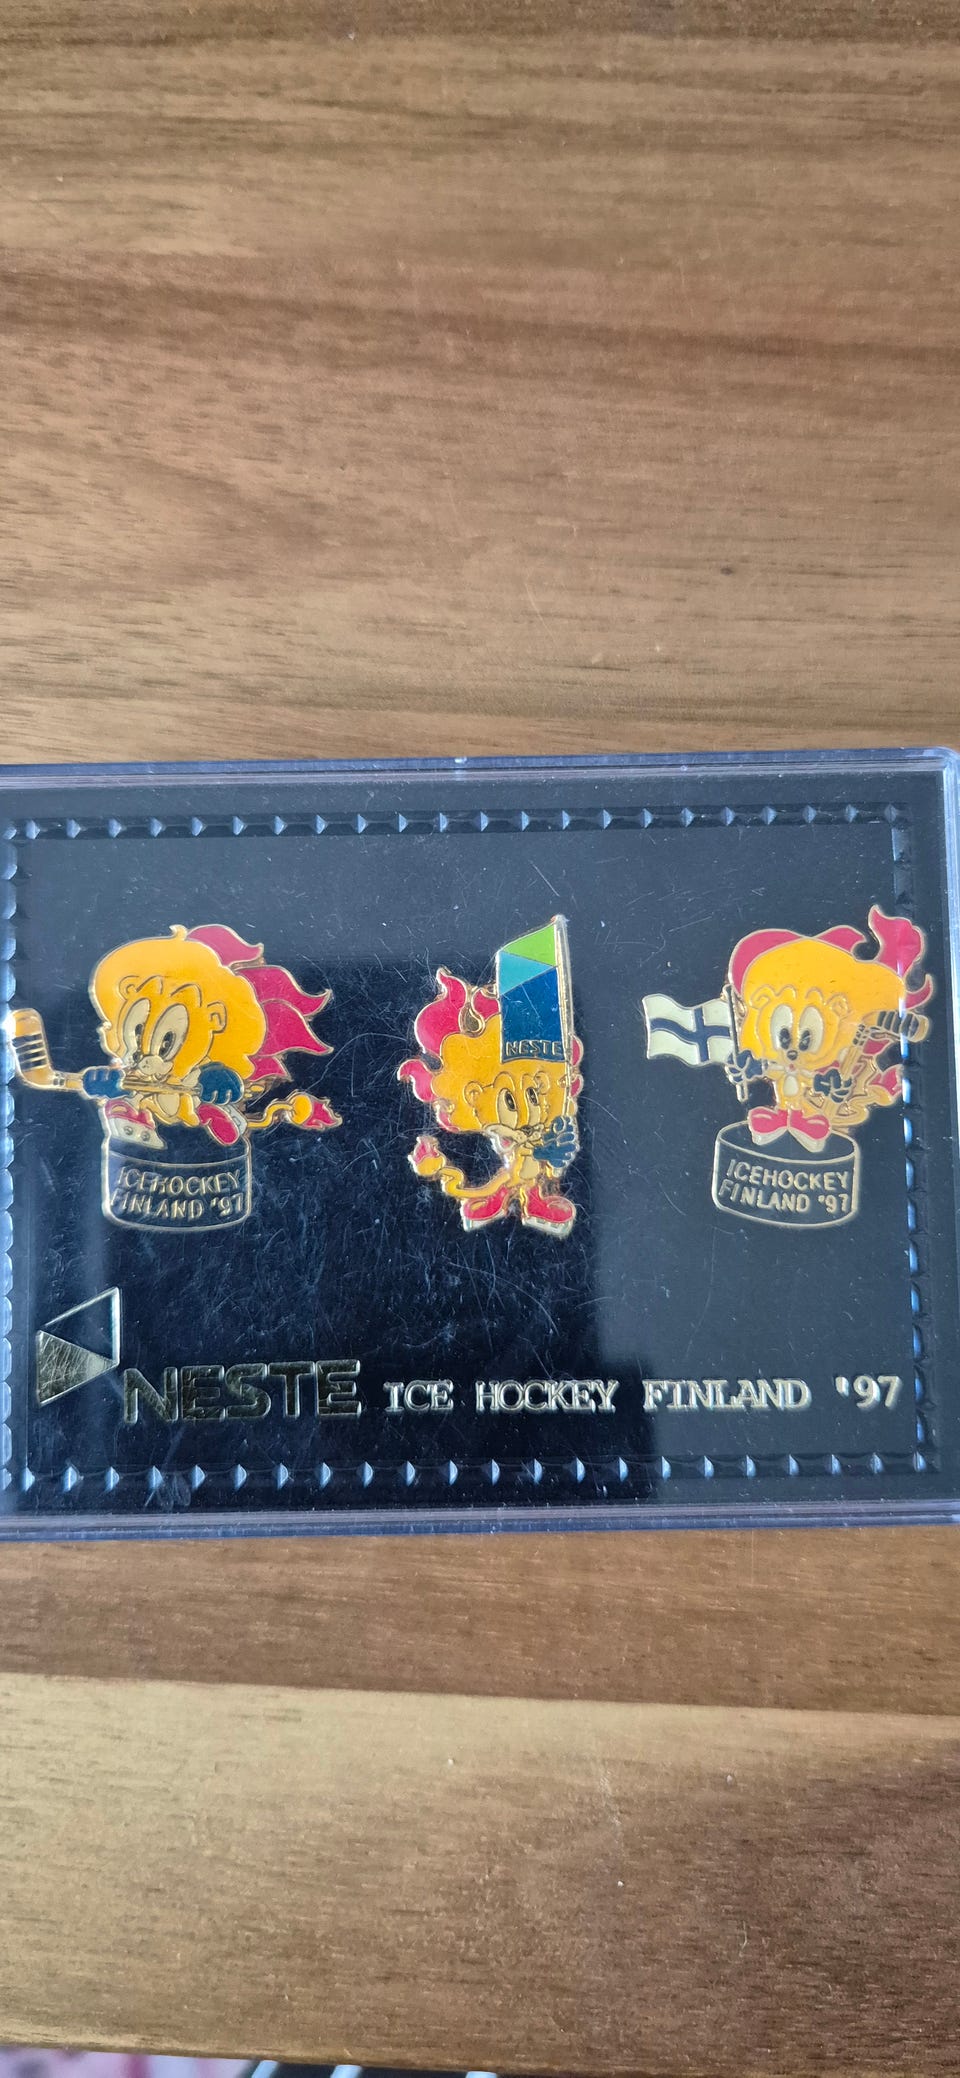 NESTE
ICEHOCKEY
FINLAND '97
ICEHOCKEY
FINLAND '97
NESTE ICE HOCKEY FINLAND '97